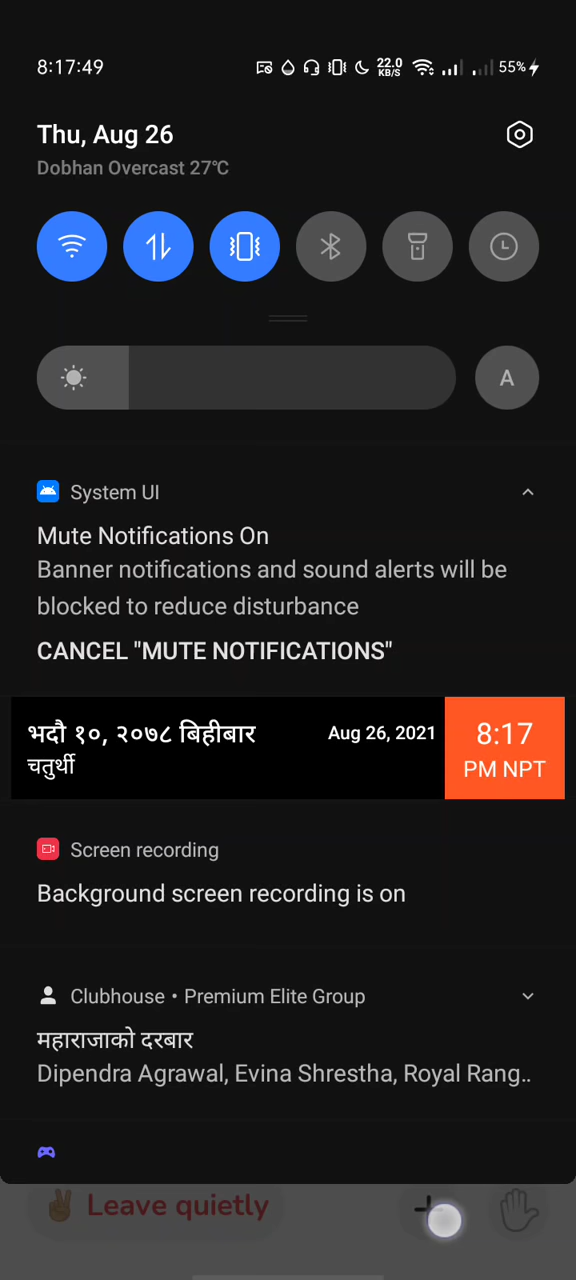 8:17:49
22.0
KB/S
55%
Thu, Aug 26
Dobhan Overcast 27℃
A
System UI
Mute Notifications On
Banner notifications and sound alerts will be
blocked to reduce disturbance
CANCEL "MUTE NOTIFICATIONS"
भदौ १०, २०७८ बिहीबार
Aug 26, 2021
8:17
चतुर्थी
PM NPT
Screen recording
Background screen recording is on
Clubhouse • Premium Elite Group
महाराजाको दरबार
Dipendra Agrawal, Evina Shrestha, Royal Rang..
Leave quietly